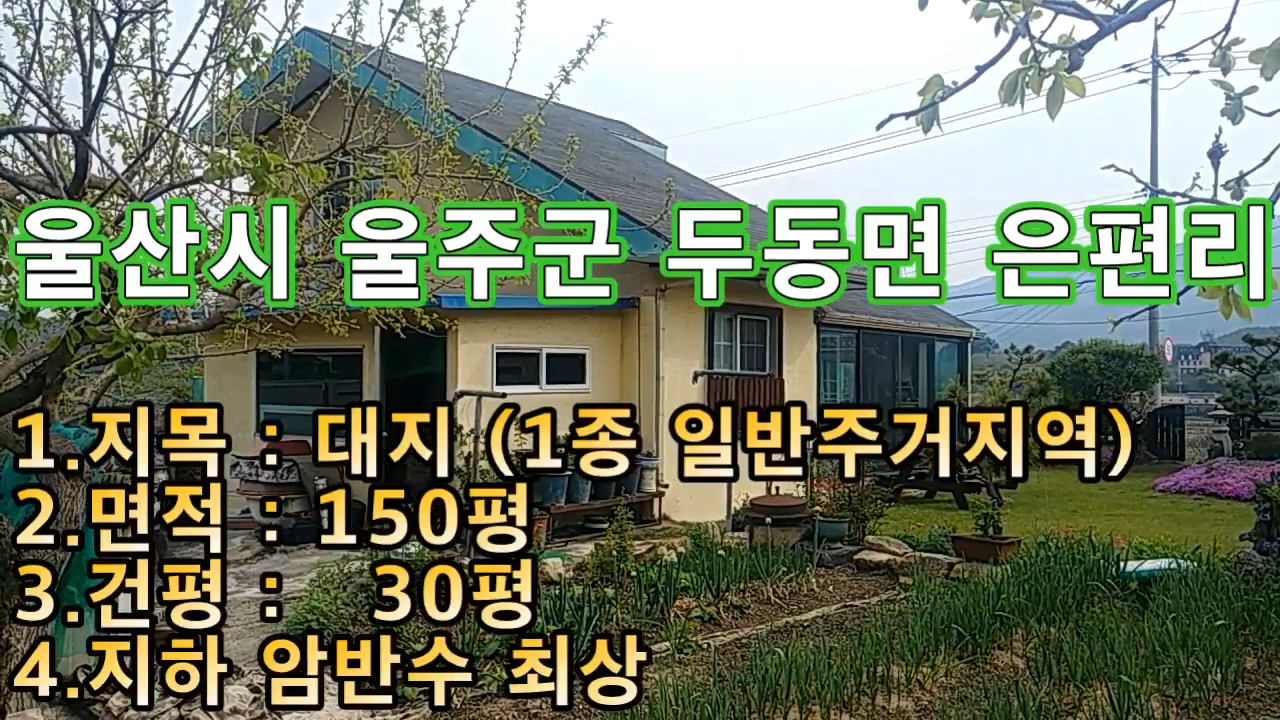 울산시 울주군 두동면 은편리
1.지목 : 대지 (1종 일반주거지역)
2.면적 : 150평
3.건평 : 30평
4.지하 암반수 최상